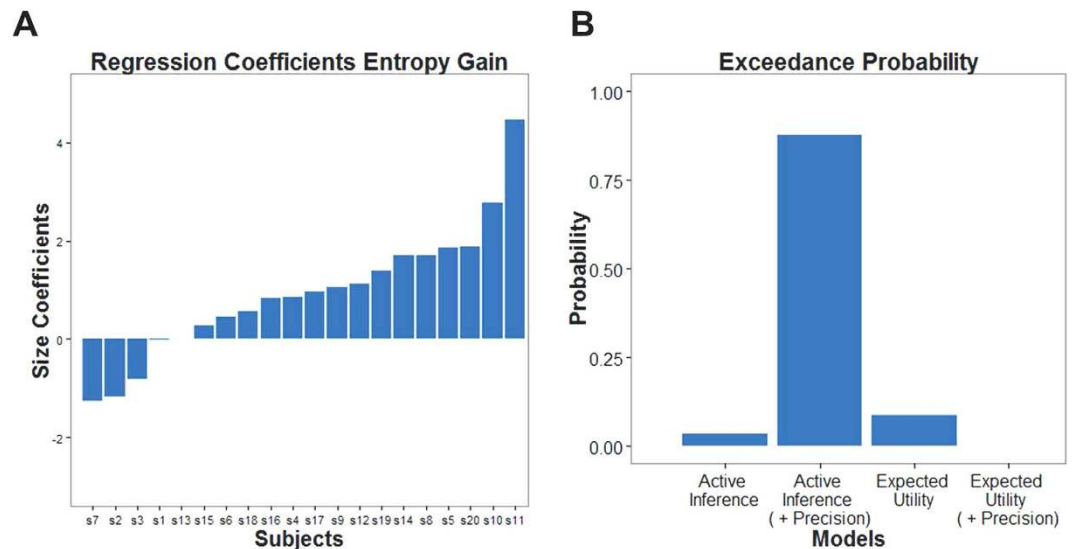 A
Regression Coefficients Entropy Gain
Size Coefficients
4
2
0
-2
s7 s2 s3 s1 s13 s15 s6 s18 s16 s4 s17 s9 s12 s19 s14 s8 s5 s20 s10 s11
Subjects
B
Exceedance Probability
Probability
1.00
0.75
0.50
0.25
0.00
Active
Inference
Active
Inference
( + Precision)
Expected
Utility
Expected
Utility
( + Precision)
Models